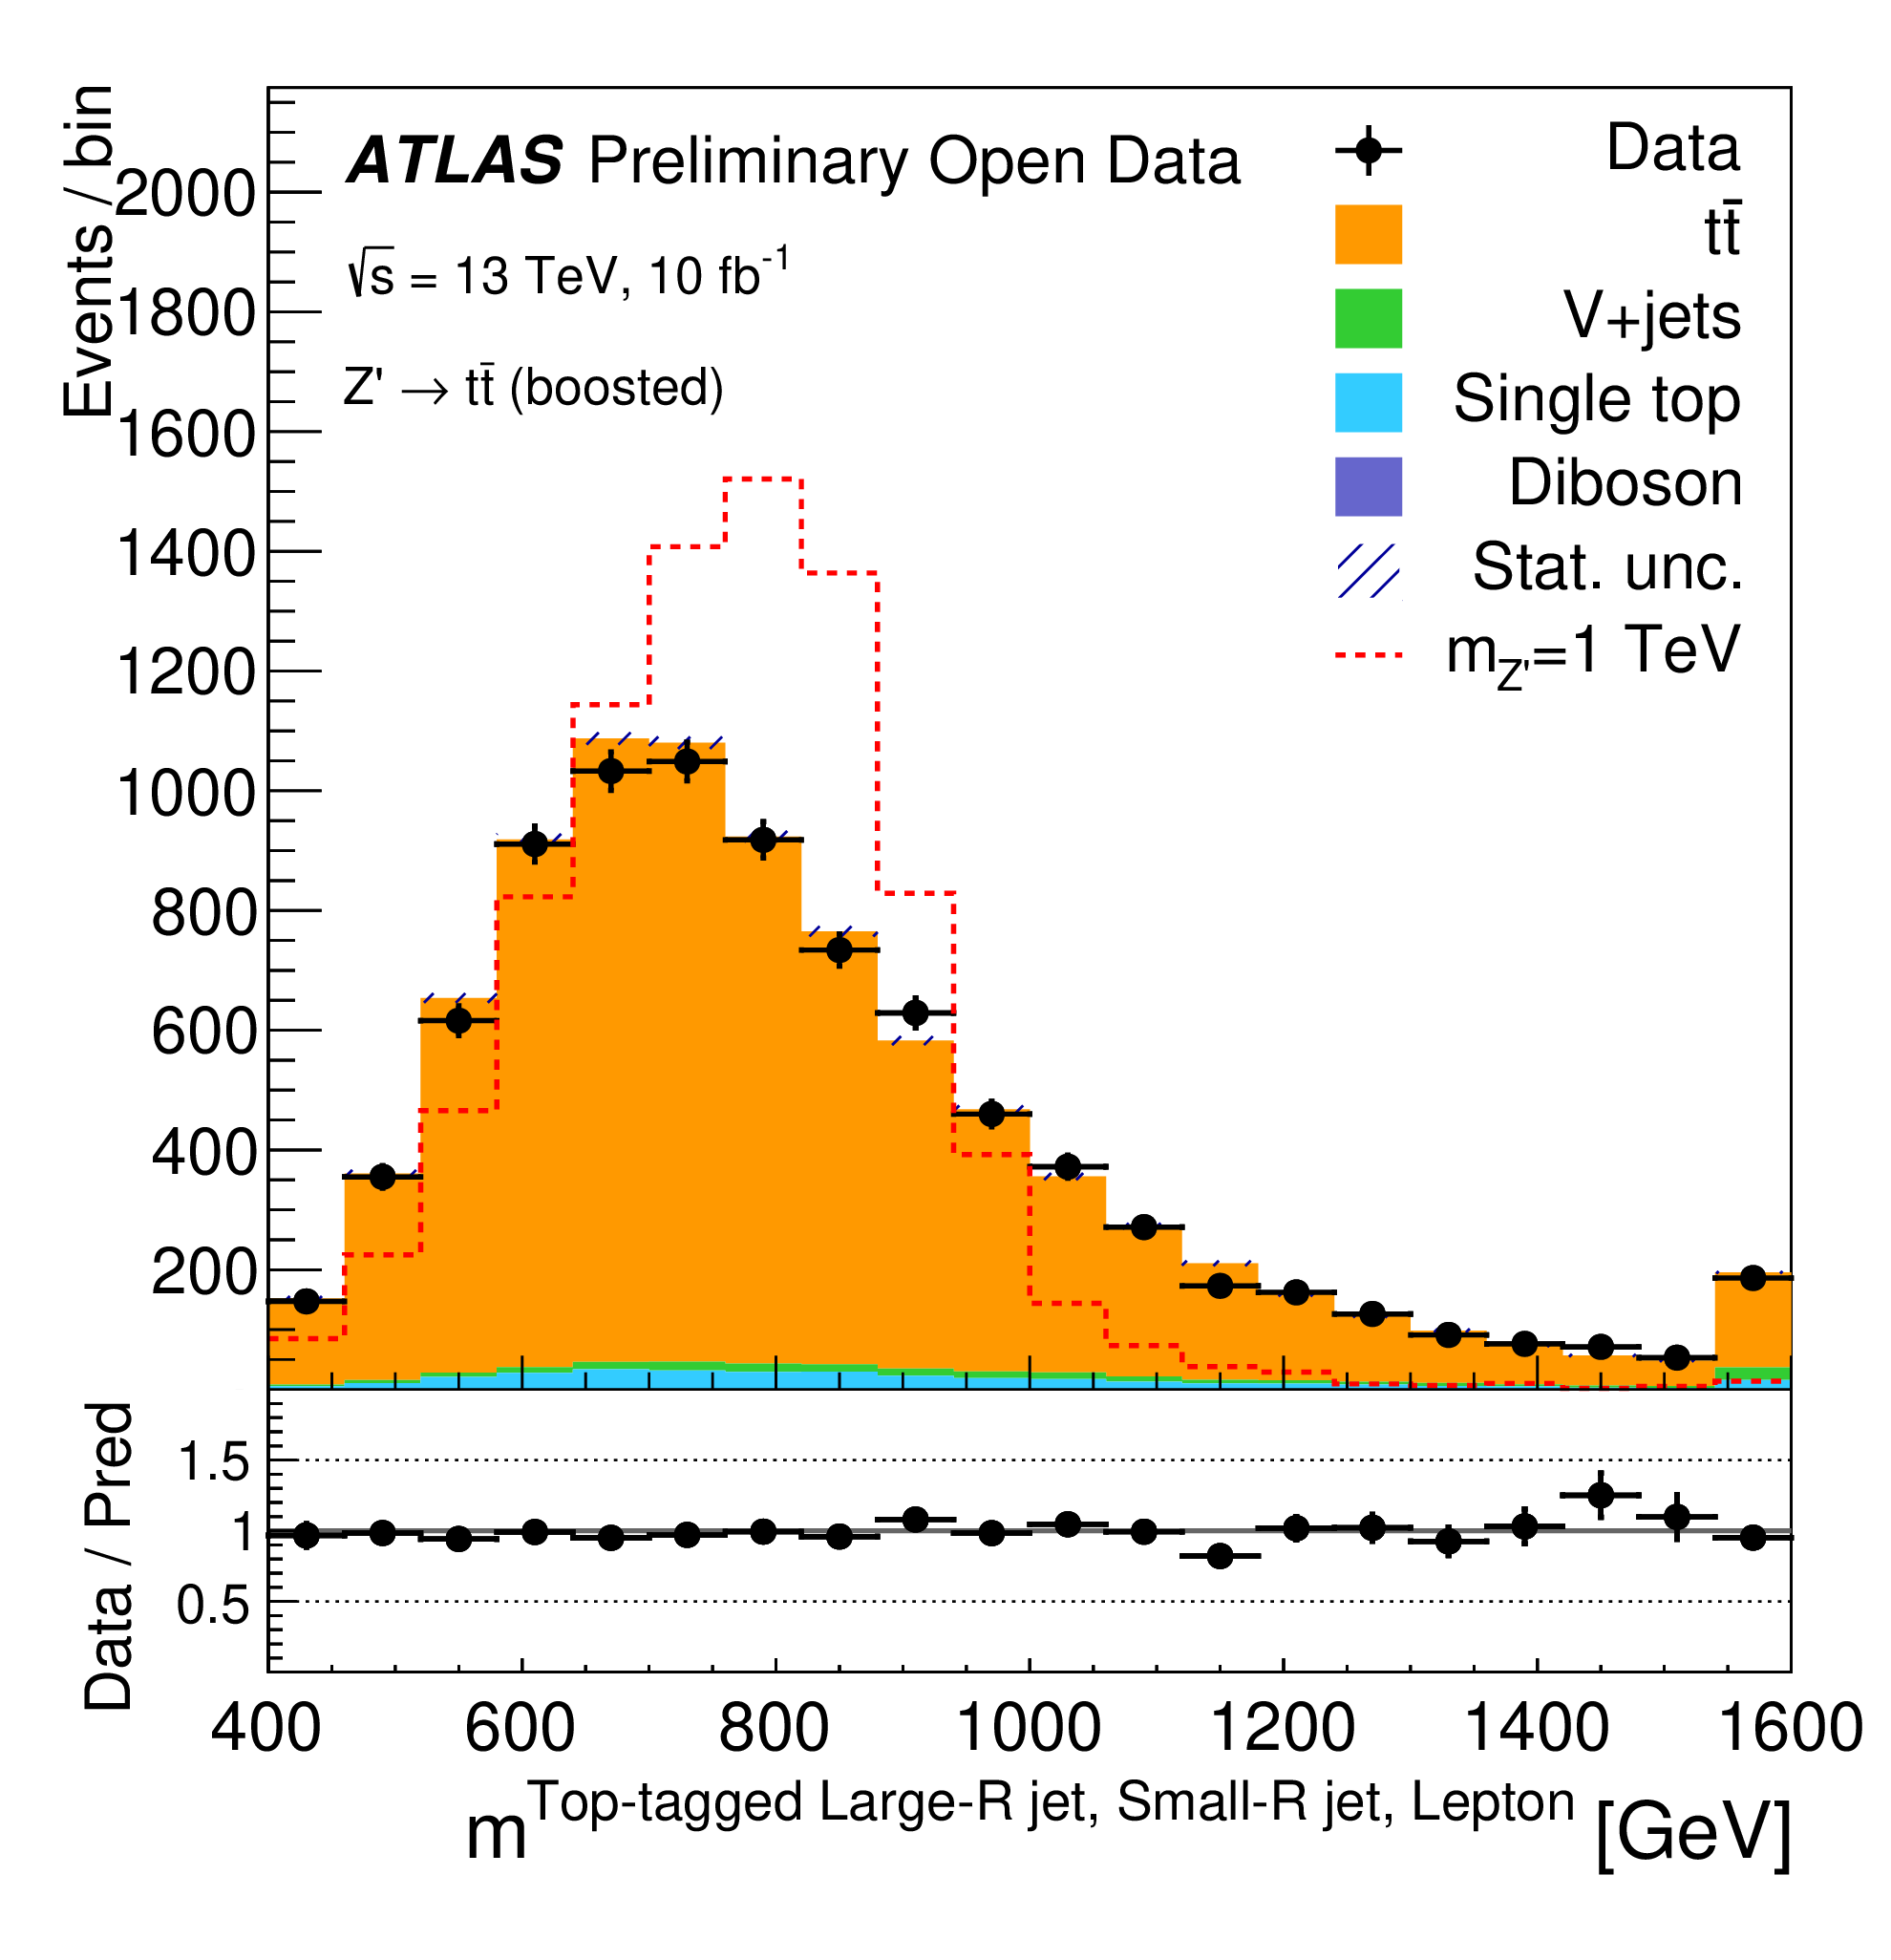 ATLAS Preliminary Open Data
√s = 13 TeV, 10 fb⁻¹
Z' → tt̄ (boosted)
Data
tt̄
V+jets
Single top
Diboson
Stat. unc.
m_Z'=1 TeV
Events / bin
2000
1800
1600
1400
1200
1000
800
600
400
200
Data / Pred
1.5
1
0.5
400 600 800 1000 1200 1400 1600
m^Top-tagged Large-R jet, Small-R jet, Lepton [GeV]